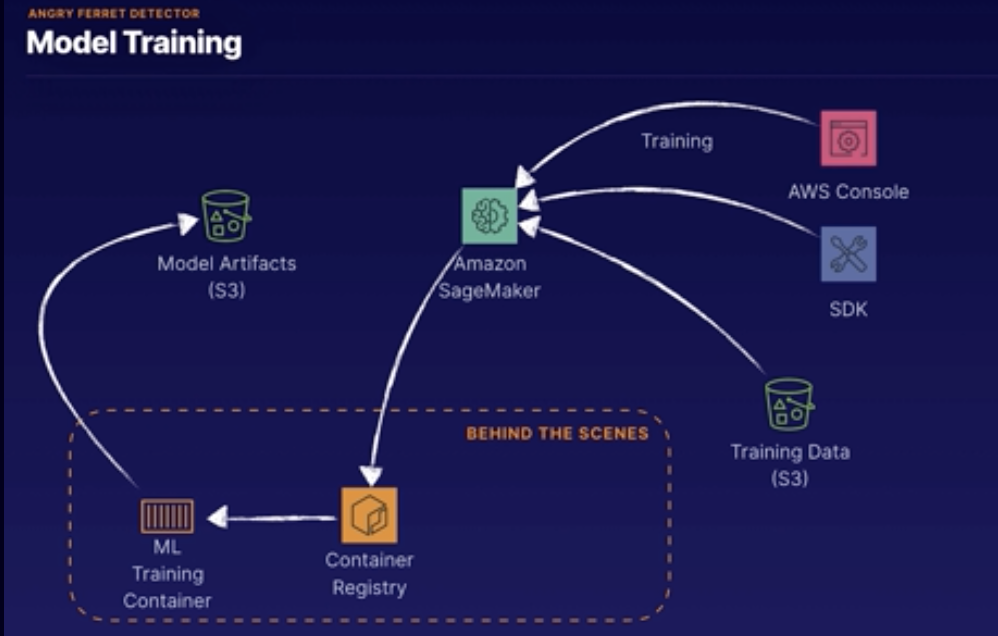 ANGRY FERRET DETECTOR
Model Training
Training
AWS Console
Model Artifacts
(S3)
Amazon
SageMaker
SDK
BEHIND THE SCENES
Training Data
(S3)
ML
Training
Container
Container
Registry